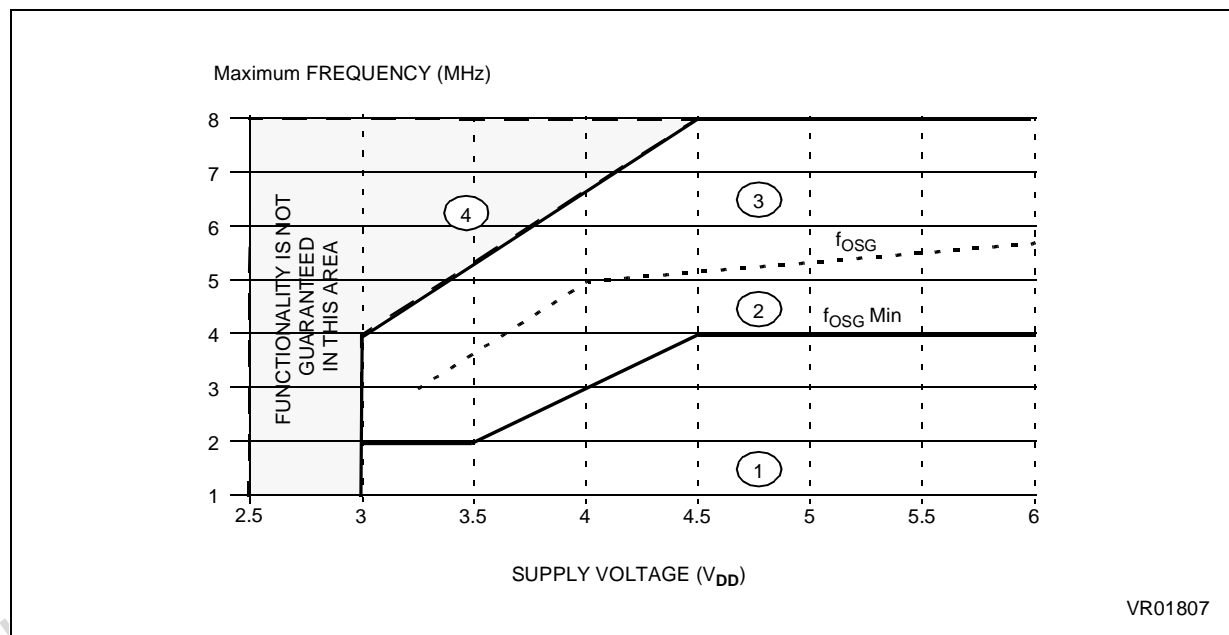 Maximum FREQUENCY (MHz)
8
7
6
5
4
3
2
1
FUNCTIONALITY IS NOT
GUARANTEED
IN THIS AREA
4
3
fOSG
2
fOSG Min
1
2.5 3 3.5 4 4.5 5 5.5 6
SUPPLY VOLTAGE (VDD)
VR01807